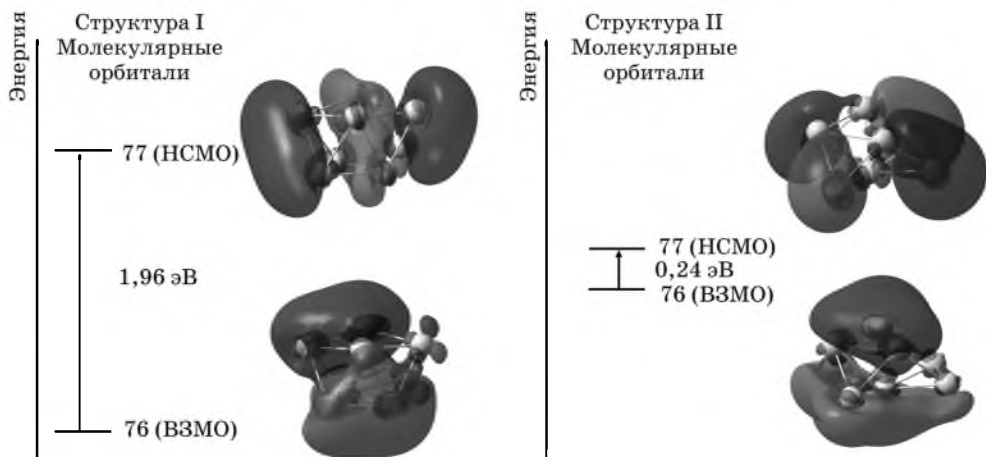 Энергия
Структура I
Молекулярные
орбитали
77 (НСМО)
1,96 эВ
76 (ВЗМО)
Энергия
Структура II
Молекулярные
орбитали
77 (НСМО)
0,24 эВ
76 (ВЗМО)